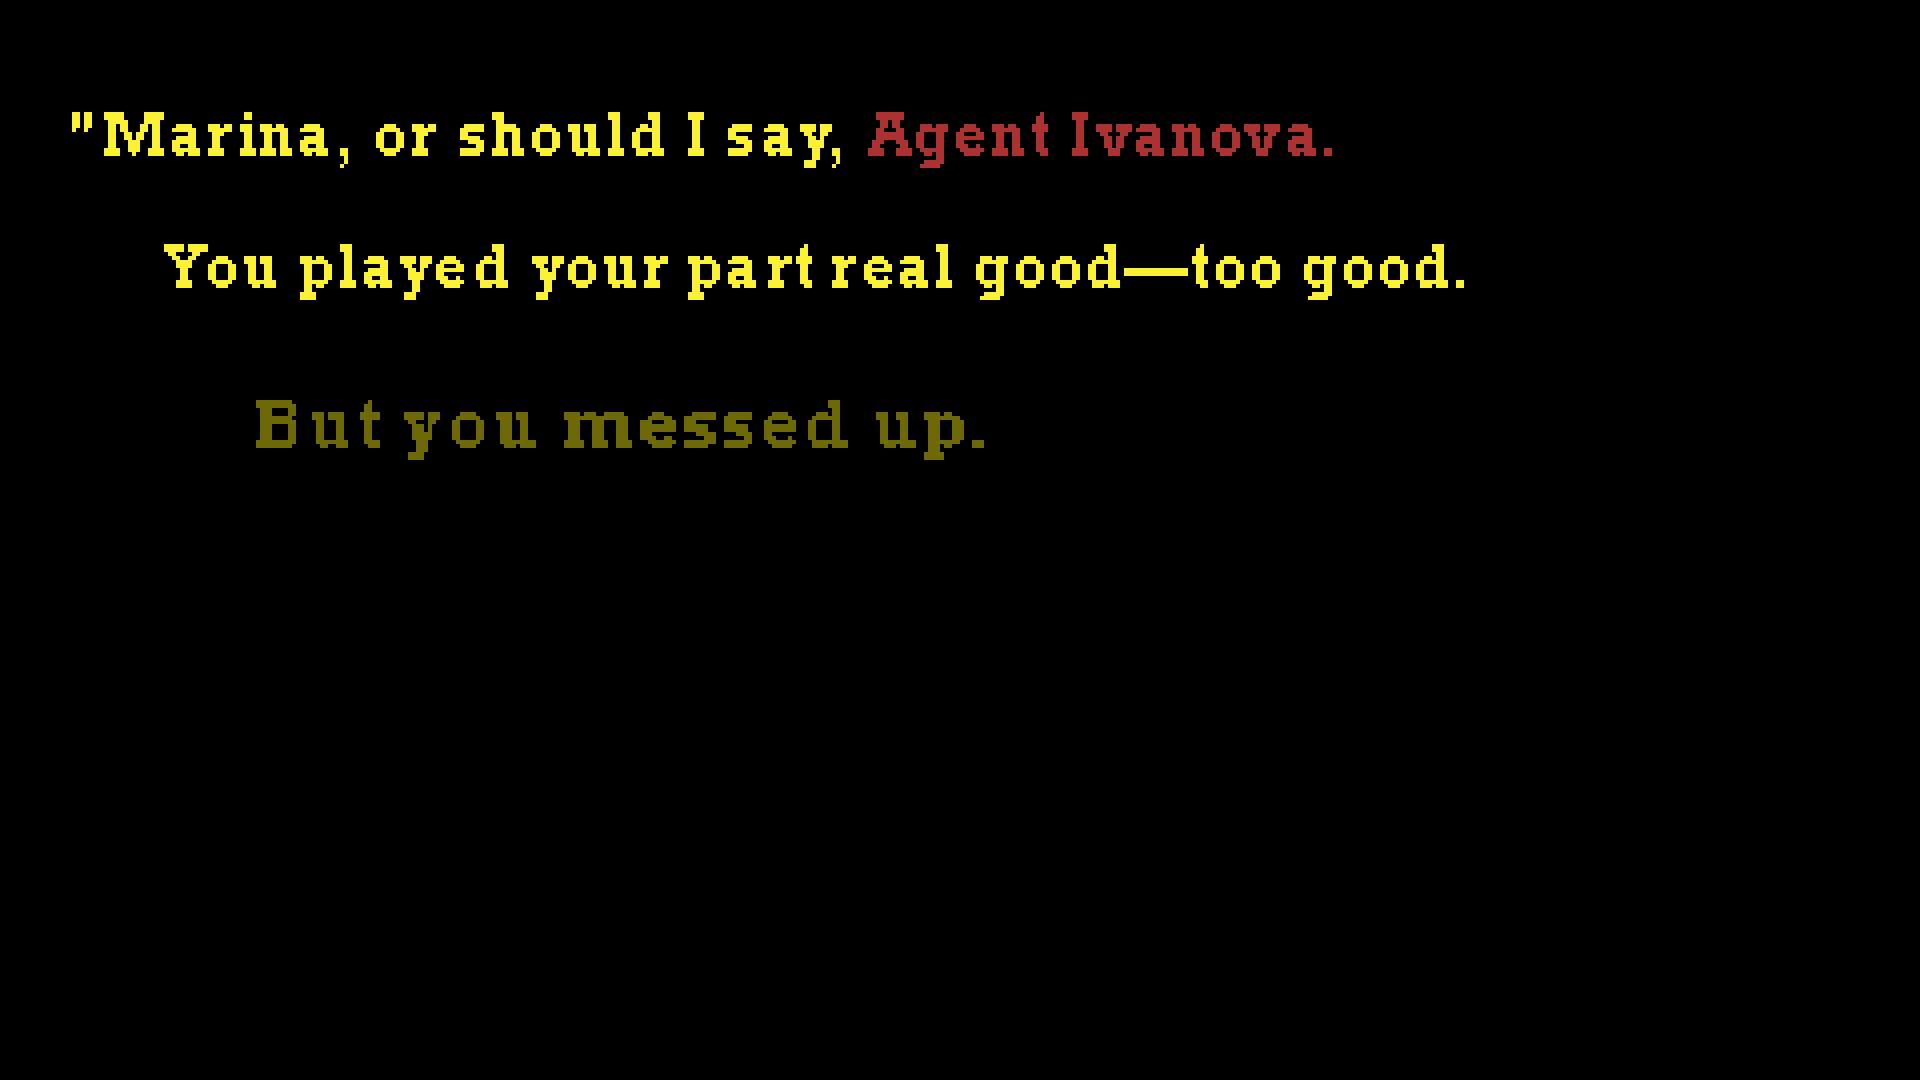 "Marina, or should I say, Agent Ivanova.
You played your part real good—too good.
But you messed up.